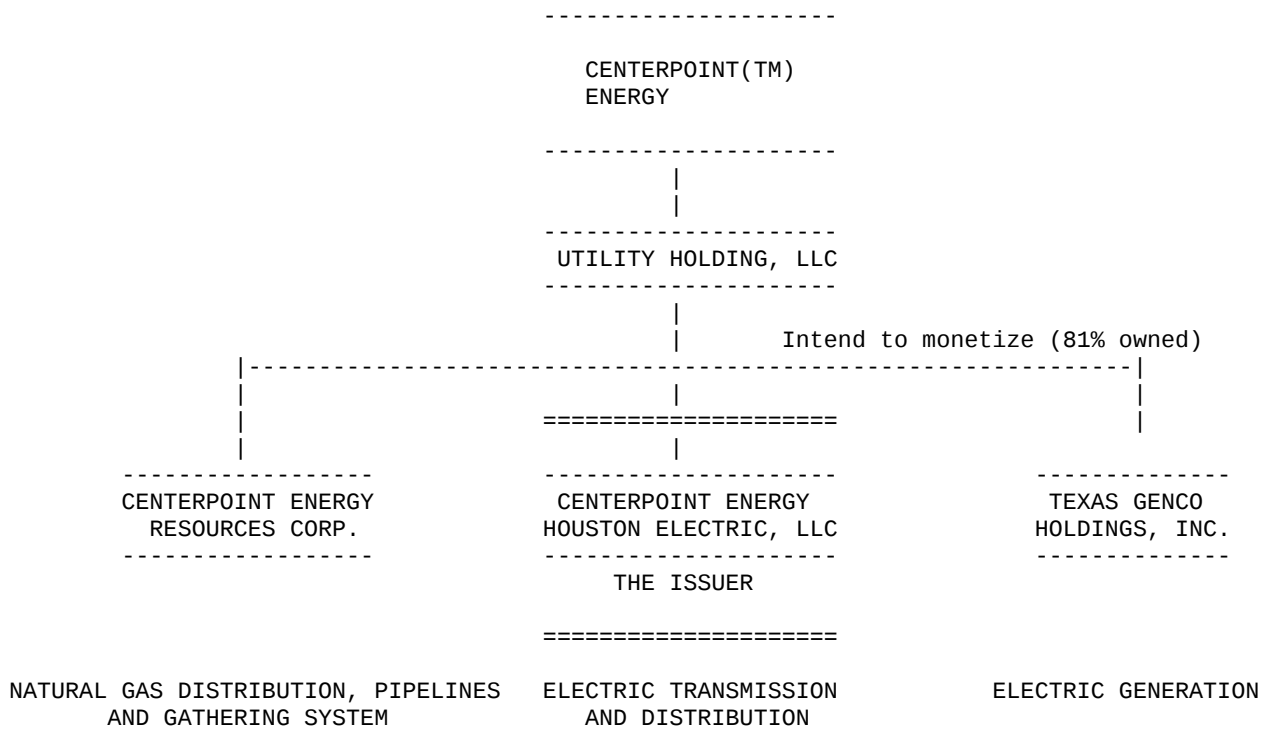 CENTERPOINT(TM)
ENERGY
UTILITY HOLDING, LLC
Intend to monetize (81% owned)
CENTERPOINT ENERGY
RESOURCES CORP.
CENTERPOINT ENERGY
HOUSTON ELECTRIC, LLC
TEXAS GENCO
HOLDINGS, INC.
THE ISSUER
NATURAL GAS DISTRIBUTION, PIPELINES
AND GATHERING SYSTEM
ELECTRIC TRANSMISSION
AND DISTRIBUTION
ELECTRIC GENERATION